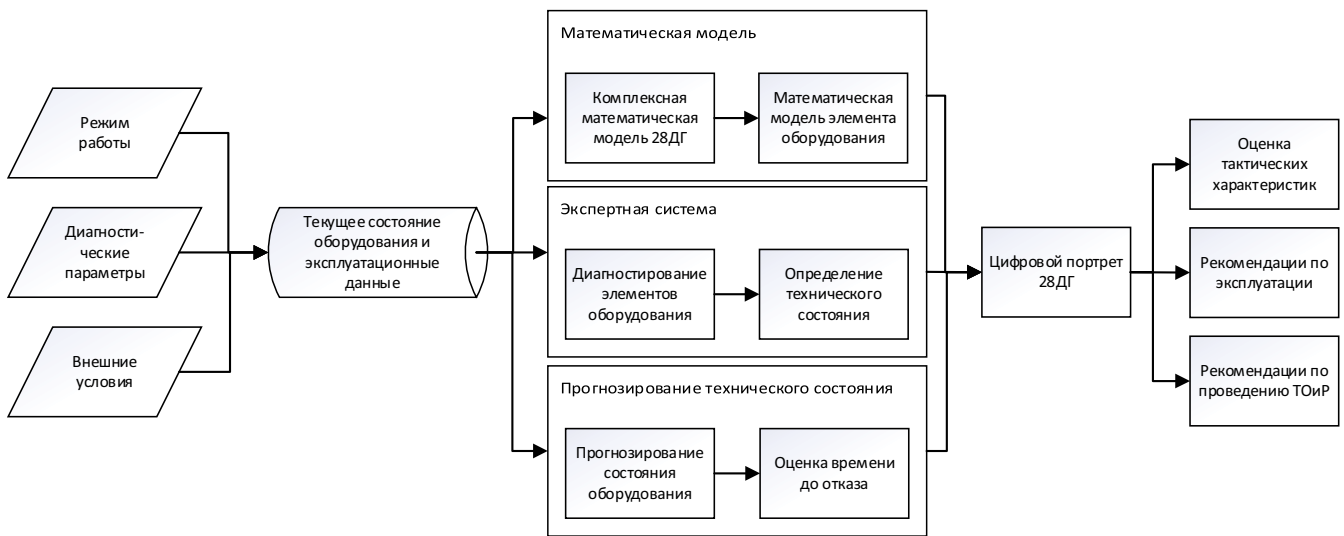 Режим
работы
Диагности-
ческие
параметры
Внешние
условия
Текущее состояние
оборудования и
эксплуатационные
данные
Математическая модель
Комплексная
математическая
модель 28ДГ
Математическая
модель элемента
оборудования
Экспертная система
Диагностирование
элементов
оборудования
Определение
технического
состояния
Прогнозирование технического состояния
Прогнозирование
состояния
оборудования
Оценка времени
до отказа
Цифровой портрет
28ДГ
Оценка
тактических
характеристик
Рекомендации по
эксплуатации
Рекомендации по
проведению ТОиР